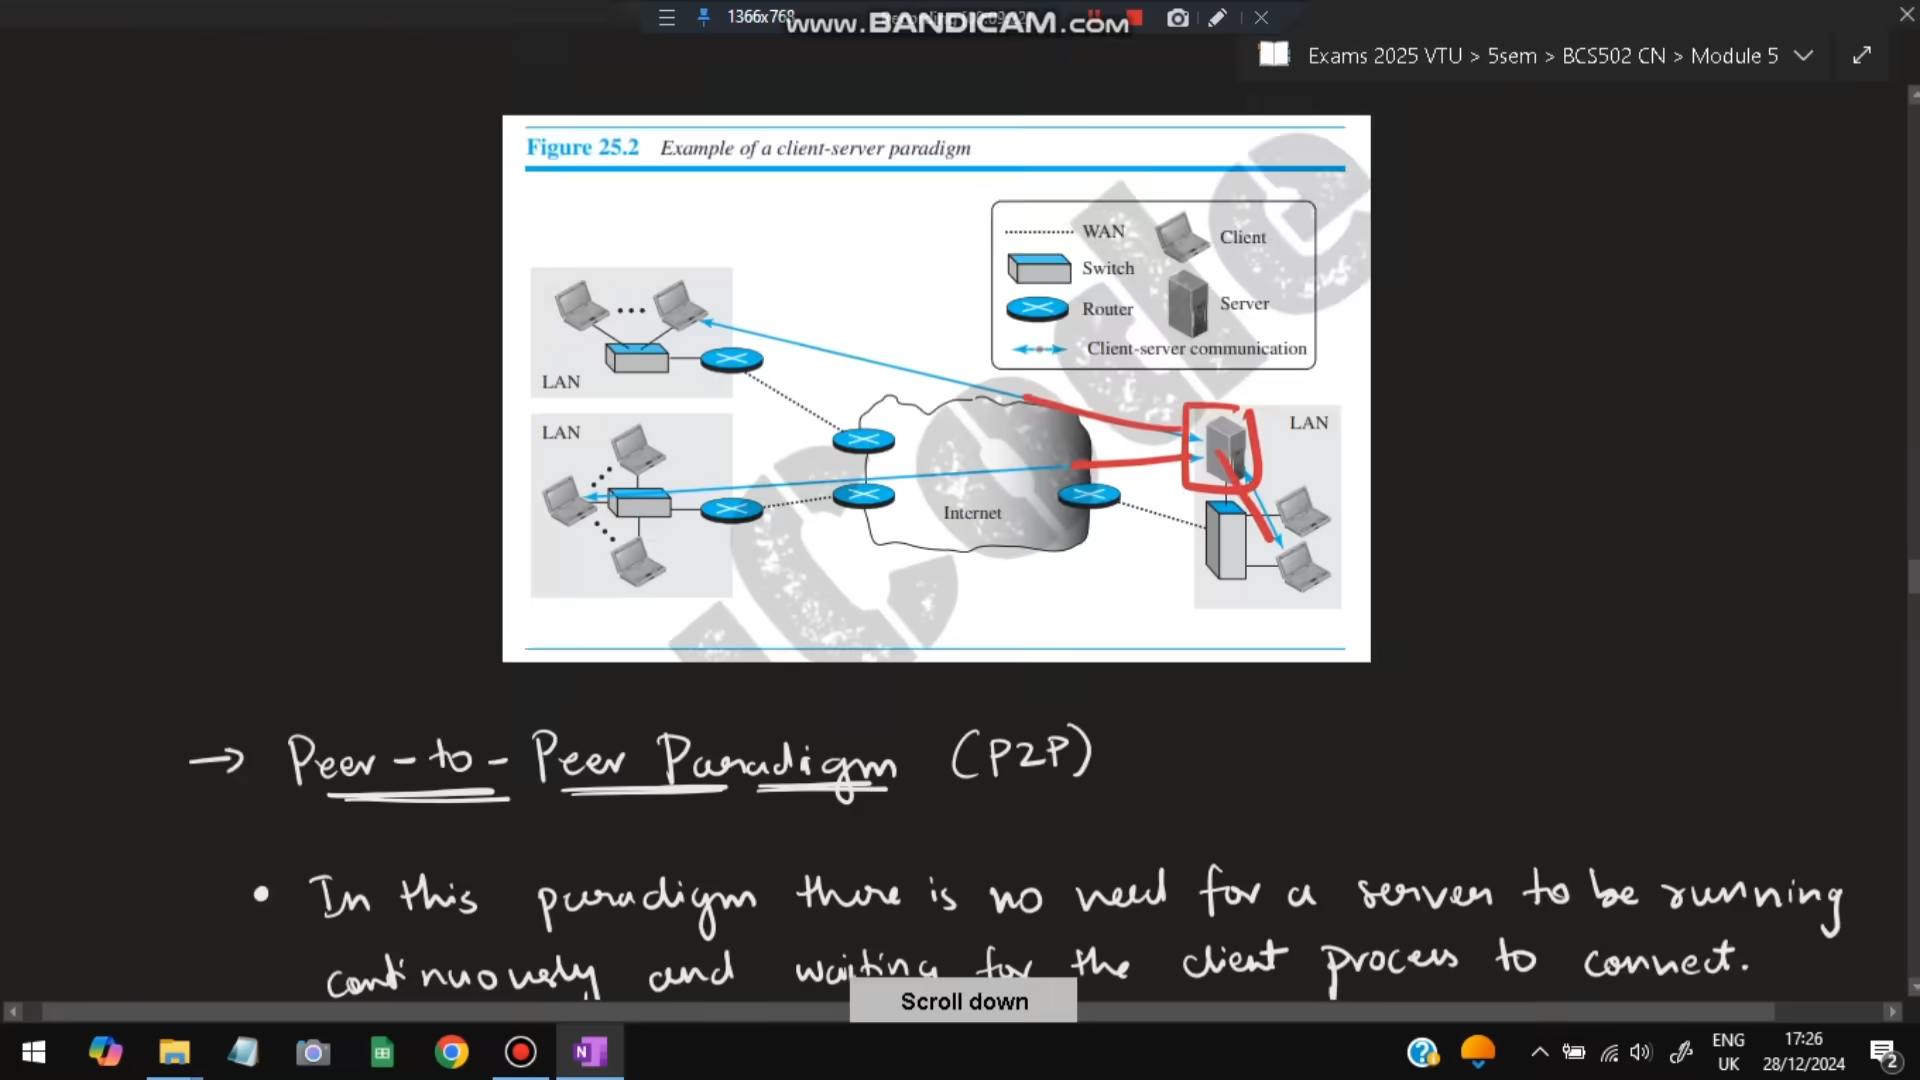 1366x768
www.BANDICAM.com
Exams 2025 VTU > 5sem > BCS502 CN > Module 5
Figure 25.2 Example of a client-server paradigm
WAN
Client
Switch
Server
Router
Client-server communication
LAN
LAN
LAN
Internet
→ Peer-to-Peer Paradigm (P2P)
• In this paradigm there is no need for a server to be running
continuously and waiting for the client process to connect.
Scroll down
ENG
UK
17:26
28/12/2024
2